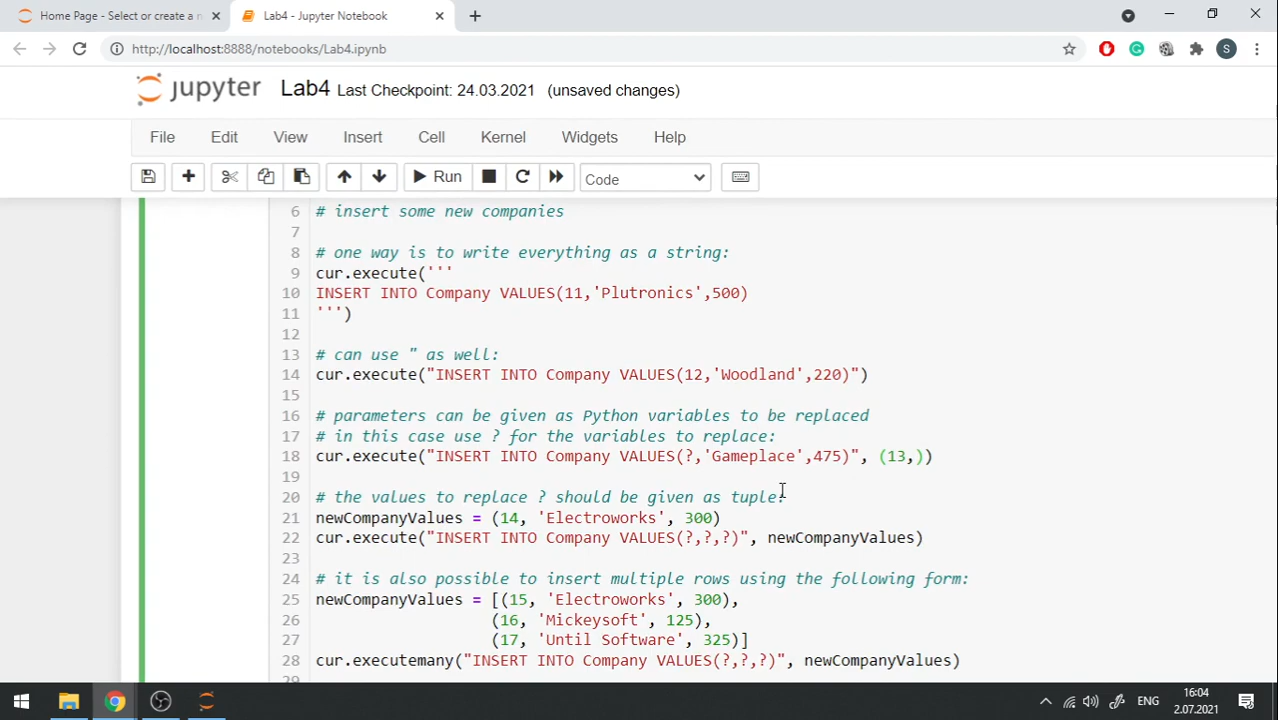 Home Page - Select or create a n
Lab4 - Jupyter Notebook
http://localhost:8888/notebooks/Lab4.ipynb
S
jupyter Lab4 Last Checkpoint: 24.03.2021 (unsaved changes)
File Edit View Insert Cell Kernel Widgets Help
Run Code
6 # insert some new companies
7
8 # one way is to write everything as a string:
9 cur.execute('''
10 INSERT INTO Company VALUES(11,'Plutronics',500)
11 ''')
12
13 # can use " as well:
14 cur.execute("INSERT INTO Company VALUES(12,'Woodland',220)")
15
16 # parameters can be given as Python variables to be replaced
17 # in this case use ? for the variables to replace:
18 cur.execute("INSERT INTO Company VALUES(?,'Gameplace',475)", (13,))
19
20 # the values to replace ? should be given as tuple:
21 newCompanyValues = (14, 'Electroworks', 300)
22 cur.execute("INSERT INTO Company VALUES(?,?,?)", newCompanyValues)
23
24 # it is also possible to insert multiple rows using the following form:
25 newCompanyValues = [(15, 'Electroworks', 300),
26 (16, 'Mickeysoft', 125),
27 (17, 'Until Software', 325)]
28 cur.executemany("INSERT INTO Company VALUES(?,?,?)", newCompanyValues)
29
ENG
16:04
2.07.2021